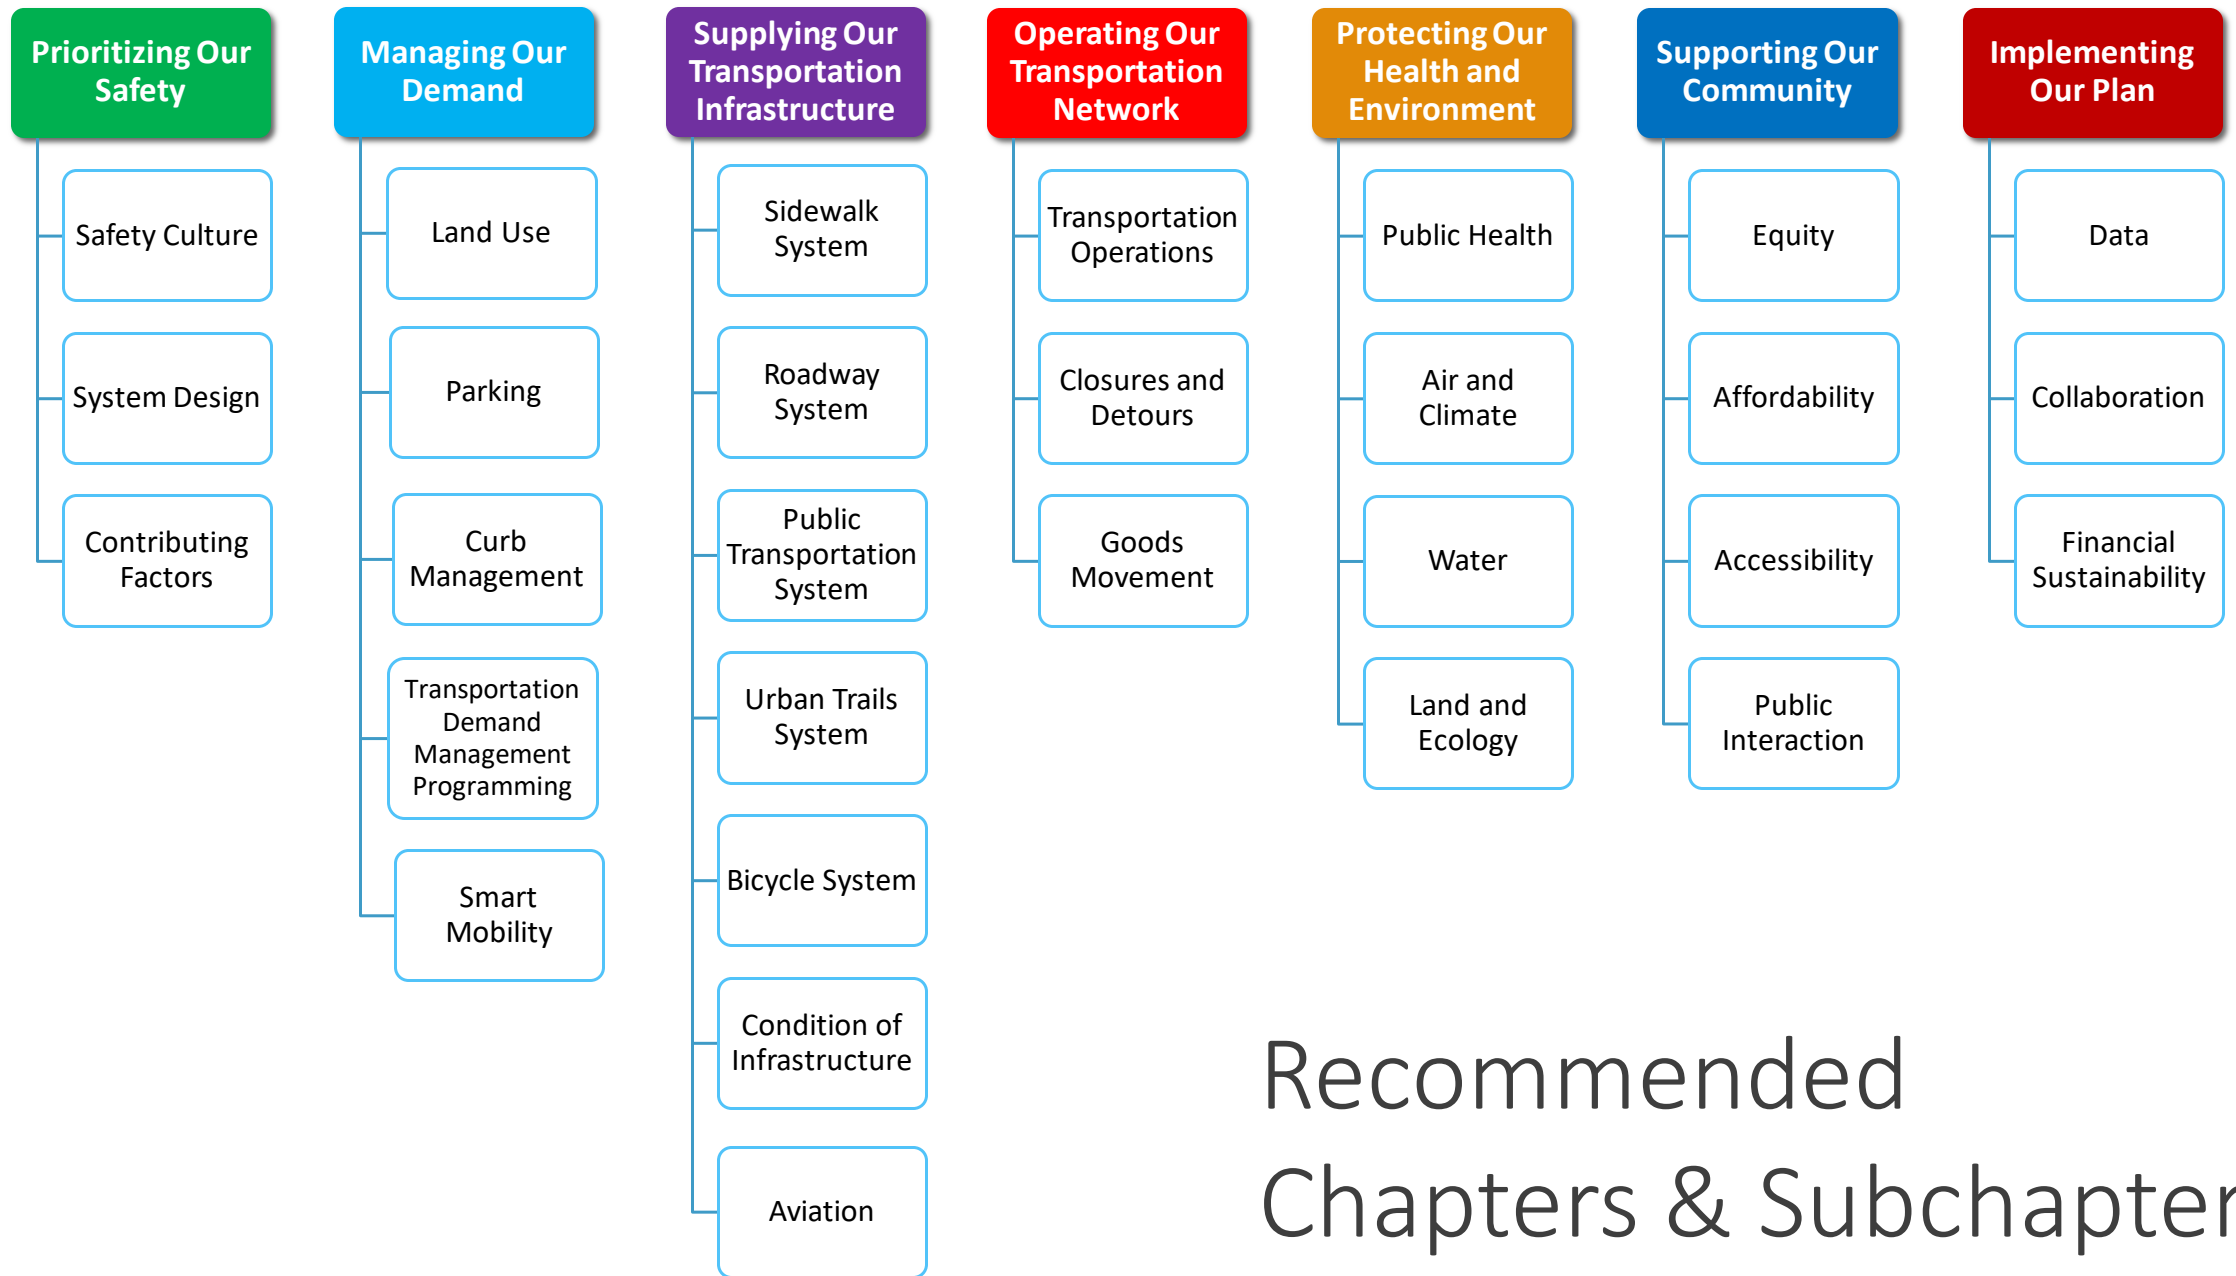 Prioritizing Our
Safety
Safety Culture
System Design
Contributing
Factors
Managing Our
Demand
Land Use
Parking
Curb
Management
Transportation
Demand
Management
Programming
Smart
Mobility
Supplying Our
Transportation
Infrastructure
Sidewalk
System
Roadway
System
Public
Transportation
System
Urban Trails
System
Bicycle System
Condition of
Infrastructure
Aviation
Operating Our
Transportation
Network
Transportation
Operations
Closures and
Detours
Goods
Movement
Protecting Our
Health and
Environment
Public Health
Air and
Climate
Water
Land and
Ecology
Supporting Our
Community
Equity
Affordability
Accessibility
Public
Interaction
Implementing
Our Plan
Data
Collaboration
Financial
Sustainability
Recommended
Chapters & Subchapter